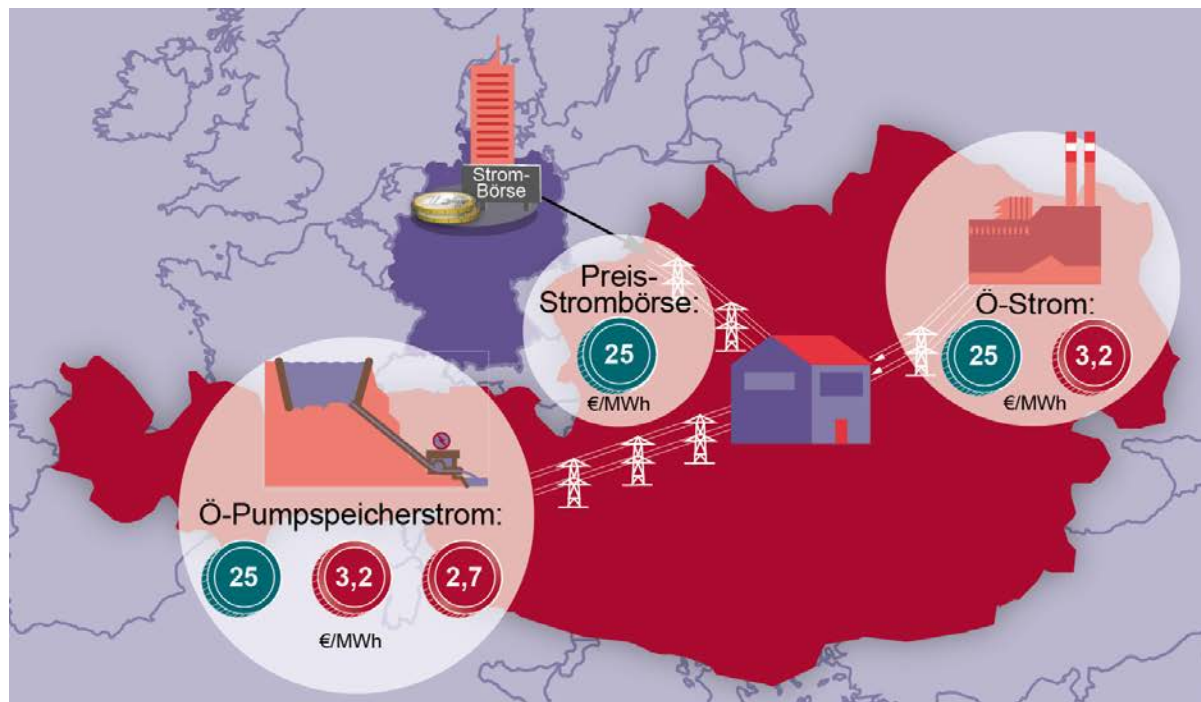 Strom-
Börse
Preis-
Strombörse:
25
€/MWh
Ö-Strom:
25 3,2
€/MWh
Ö-Pumpspeicherstrom:
25 3,2 2,7
€/MWh